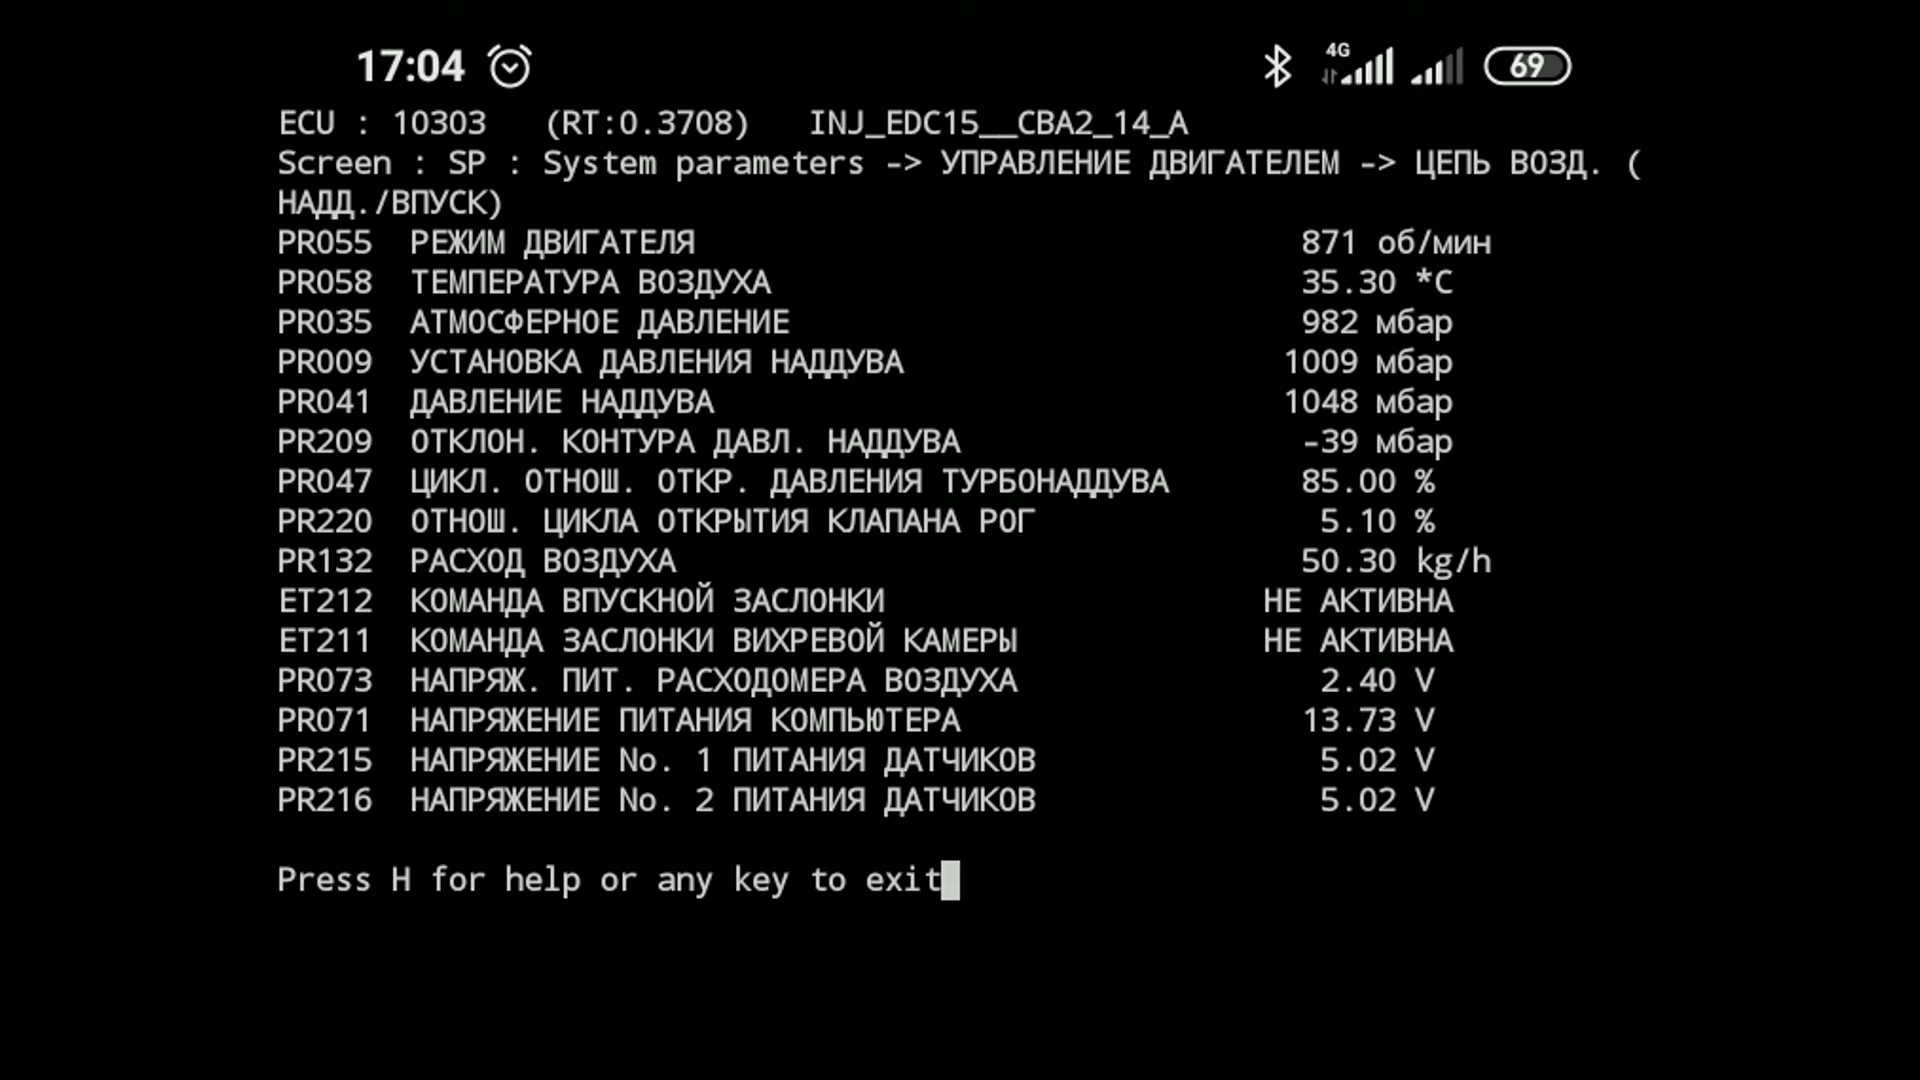 17:04 4G 69
ECU : 10303 (RT:0.3708) INJ_EDC15__CBA2_14_A
Screen : SP : System parameters -> УПРАВЛЕНИЕ ДВИГАТЕЛЕМ -> ЦЕПЬ ВОЗД. (
НАДД./ВПУСК)
PR055 РЕЖИМ ДВИГАТЕЛЯ 871 об/мин
PR058 ТЕМПЕРАТУРА ВОЗДУХА 35.30 *C
PR035 АТМОСФЕРНОЕ ДАВЛЕНИЕ 982 мбар
PR009 УСТАНОВКА ДАВЛЕНИЯ НАДДУВА 1009 мбар
PR041 ДАВЛЕНИЕ НАДДУВА 1048 мбар
PR209 ОТКЛОН. КОНТУРА ДАВЛ. НАДДУВА -39 мбар
PR047 ЦИКЛ. ОТНОШ. ОТКР. ДАВЛЕНИЯ ТУРБОНАДДУВА 85.00 %
PR220 ОТНОШ. ЦИКЛА ОТКРЫТИЯ КЛАПАНА РОГ 5.10 %
PR132 РАСХОД ВОЗДУХА 50.30 kg/h
ET212 КОМАНДА ВПУСКНОЙ ЗАСЛОНКИ НЕ АКТИВНА
ET211 КОМАНДА ЗАСЛОНКИ ВИХРЕВОЙ КАМЕРЫ НЕ АКТИВНА
PR073 НАПРЯЖ. ПИТ. РАСХОДОМЕРА ВОЗДУХА 2.40 V
PR071 НАПРЯЖЕНИЕ ПИТАНИЯ КОМПЬЮТЕРА 13.73 V
PR215 НАПРЯЖЕНИЕ No. 1 ПИТАНИЯ ДАТЧИКОВ 5.02 V
PR216 НАПРЯЖЕНИЕ No. 2 ПИТАНИЯ ДАТЧИКОВ 5.02 V
Press H for help or any key to exit